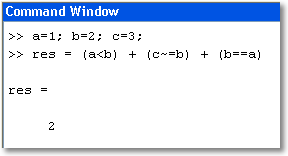 Command Window
>> a=1; b=2; c=3;
>> res = (a<b) + (c~=b) + (b==a)
res =
2